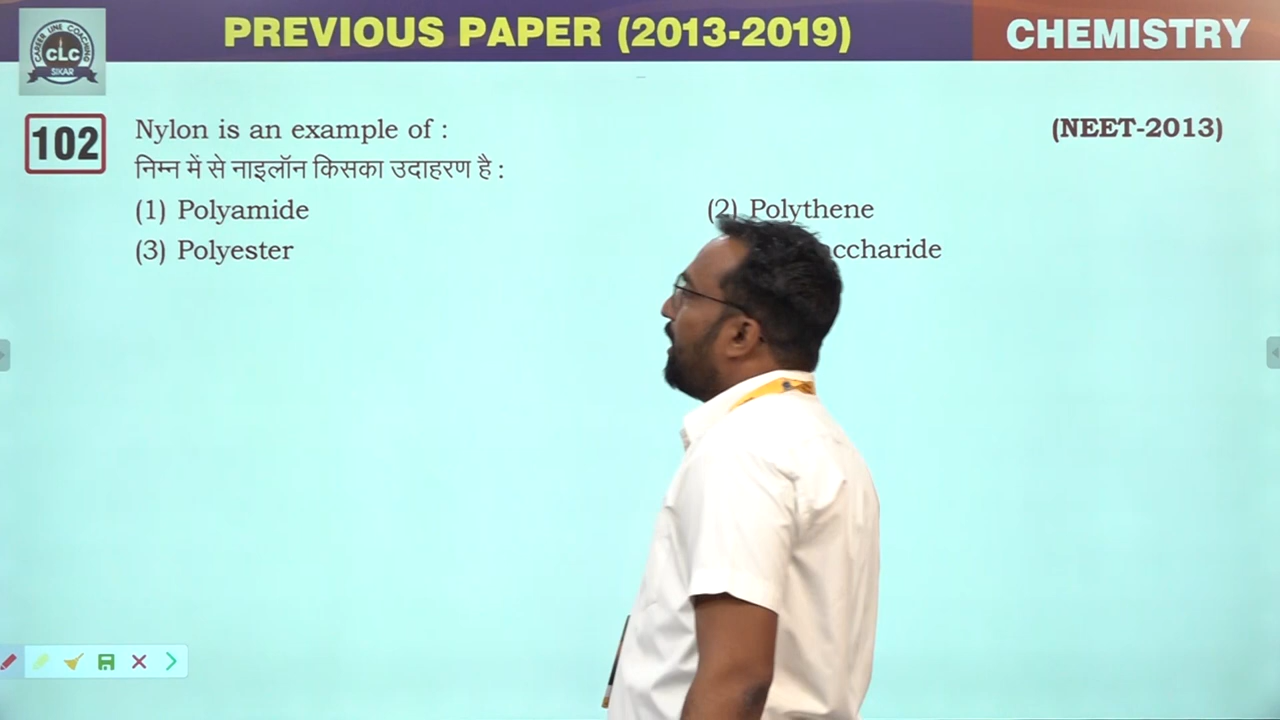 PREVIOUS PAPER (2013-2019)
CHEMISTRY
CAREER LINE COACHING
CLC
SIKAR
102
Nylon is an example of :
(NEET-2013)
निम्न में से नाइलॉन किसका उदाहरण है :
(1) Polyamide
(2) Polythene
(3) Polyester